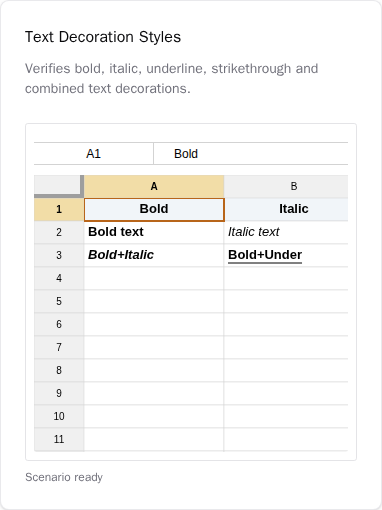 Text Decoration Styles
Verifies bold, italic, underline, strikethrough and
combined text decorations.
A1 Bold
A B
1 Bold Italic
2 Bold text Italic text
3 Bold+Italic Bold+Under
4
5
6
7
8
9
10
11
Scenario ready